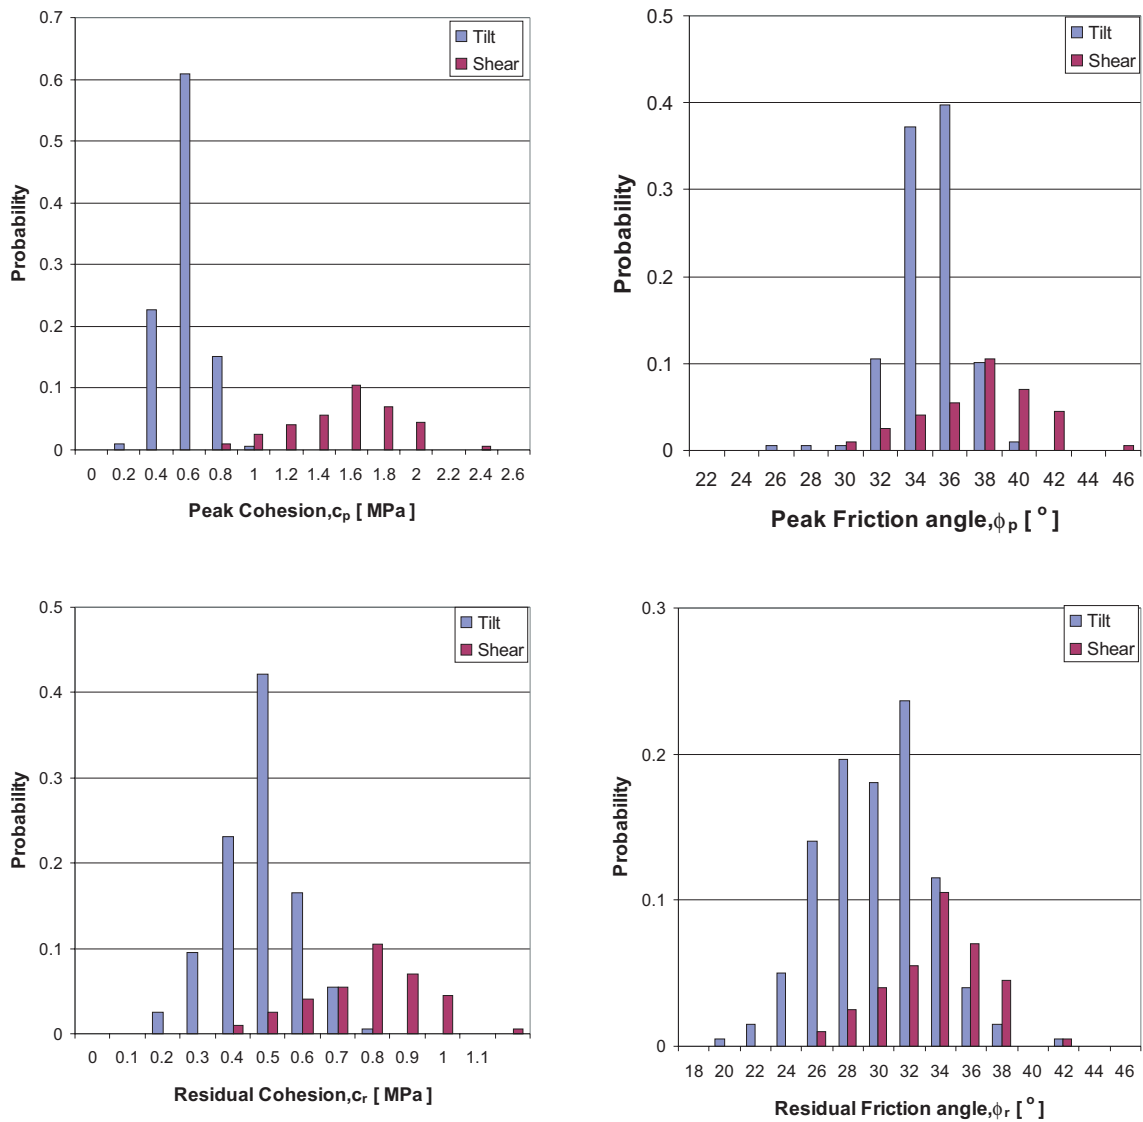 0.7
0.6
0.5
0.4
0.3
0.2
0.1
0
Probability
Tilt
Shear
0 0.2 0.4 0.6 0.8 1 1.2 1.4 1.6 1.8 2 2.2 2.4 2.6
Peak Cohesion,cp [ MPa]
0.5
0.4
0.3
0.2
0.1
0
Probability
Tilt
Shear
22 24 26 28 30 32 34 36 38 40 42 44 46
Peak Friction angle,ϕp [ o ]
0.5
0.4
0.3
0.2
0.1
0
Probability
Tilt
Shear
0 0.1 0.2 0.3 0.4 0.5 0.6 0.7 0.8 0.9 1 1.1
Residual Cohesion,cr [ MPa]
0.3
0.2
0.1
0
Probability
Tilt
Shear
18 20 22 24 26 28 30 32 34 36 38 40 42 44 46
Residual Friction angle,ϕr [ o ]